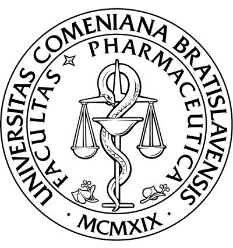 UNIVERSITAS COMENIANA BRATISLAVENSIS
FACULTAS PHARMACEUTICA
· MCMXIX ·